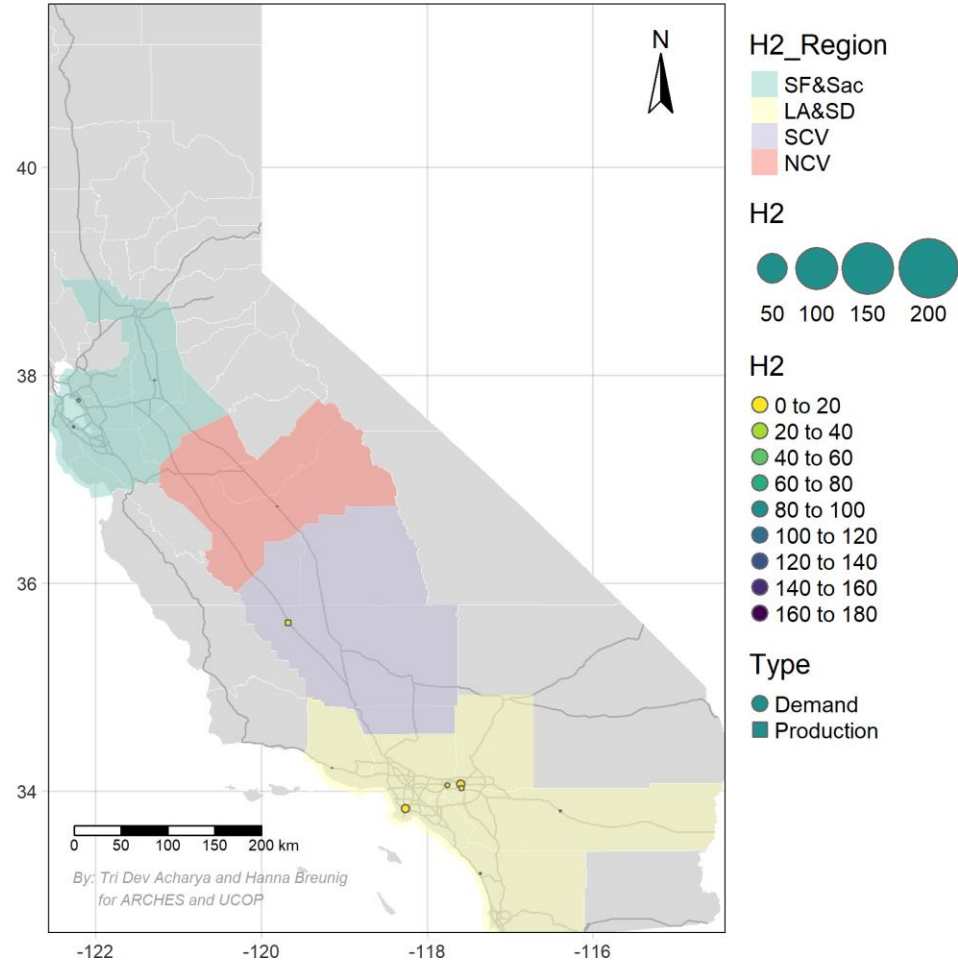 N
40
38
36
34
-122
-120
-118
-116
0 50 100 150 200 km
By: Tri Dev Acharya and Hanna Breunig
for ARCHES and UCOP
H2_Region
SF&Sac
LA&SD
SCV
NCV
H2
50 100 150 200
H2
0 to 20
20 to 40
40 to 60
60 to 80
80 to 100
100 to 120
120 to 140
140 to 160
160 to 180
Type
Demand
Production